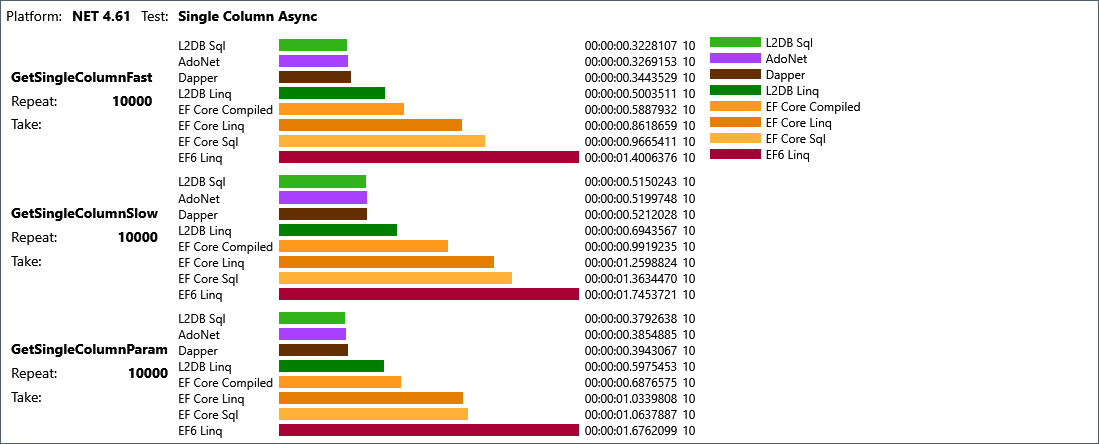 Platform: NET 4.61 Test: Single Column Async
GetSingleColumnFast
Repeat: 10000
Take:
L2DB Sql 00:00:00.3228107 10
AdoNet 00:00:00.3269153 10
Dapper 00:00:00.3443529 10
L2DB Linq 00:00:00.5003511 10
EF Core Compiled 00:00:00.5887932 10
EF Core Linq 00:00:00.8618659 10
EF Core Sql 00:00:00.9665411 10
EF6 Linq 00:00:01.4006376 10
GetSingleColumnSlow
Repeat: 10000
Take:
L2DB Sql 00:00:00.5150243 10
AdoNet 00:00:00.5199748 10
Dapper 00:00:00.5212028 10
L2DB Linq 00:00:00.6943567 10
EF Core Compiled 00:00:00.9919235 10
EF Core Linq 00:00:01.2598824 10
EF Core Sql 00:00:01.3634470 10
EF6 Linq 00:00:01.7453721 10
GetSingleColumnParam
Repeat: 10000
Take:
L2DB Sql 00:00:00.3792638 10
AdoNet 00:00:00.3854885 10
Dapper 00:00:00.3943067 10
L2DB Linq 00:00:00.5975453 10
EF Core Compiled 00:00:00.6876575 10
EF Core Linq 00:00:01.0339808 10
EF Core Sql 00:00:01.0637887 10
EF6 Linq 00:00:01.6762099 10
L2DB Sql
AdoNet
Dapper
L2DB Linq
EF Core Compiled
EF Core Linq
EF Core Sql
EF6 Linq